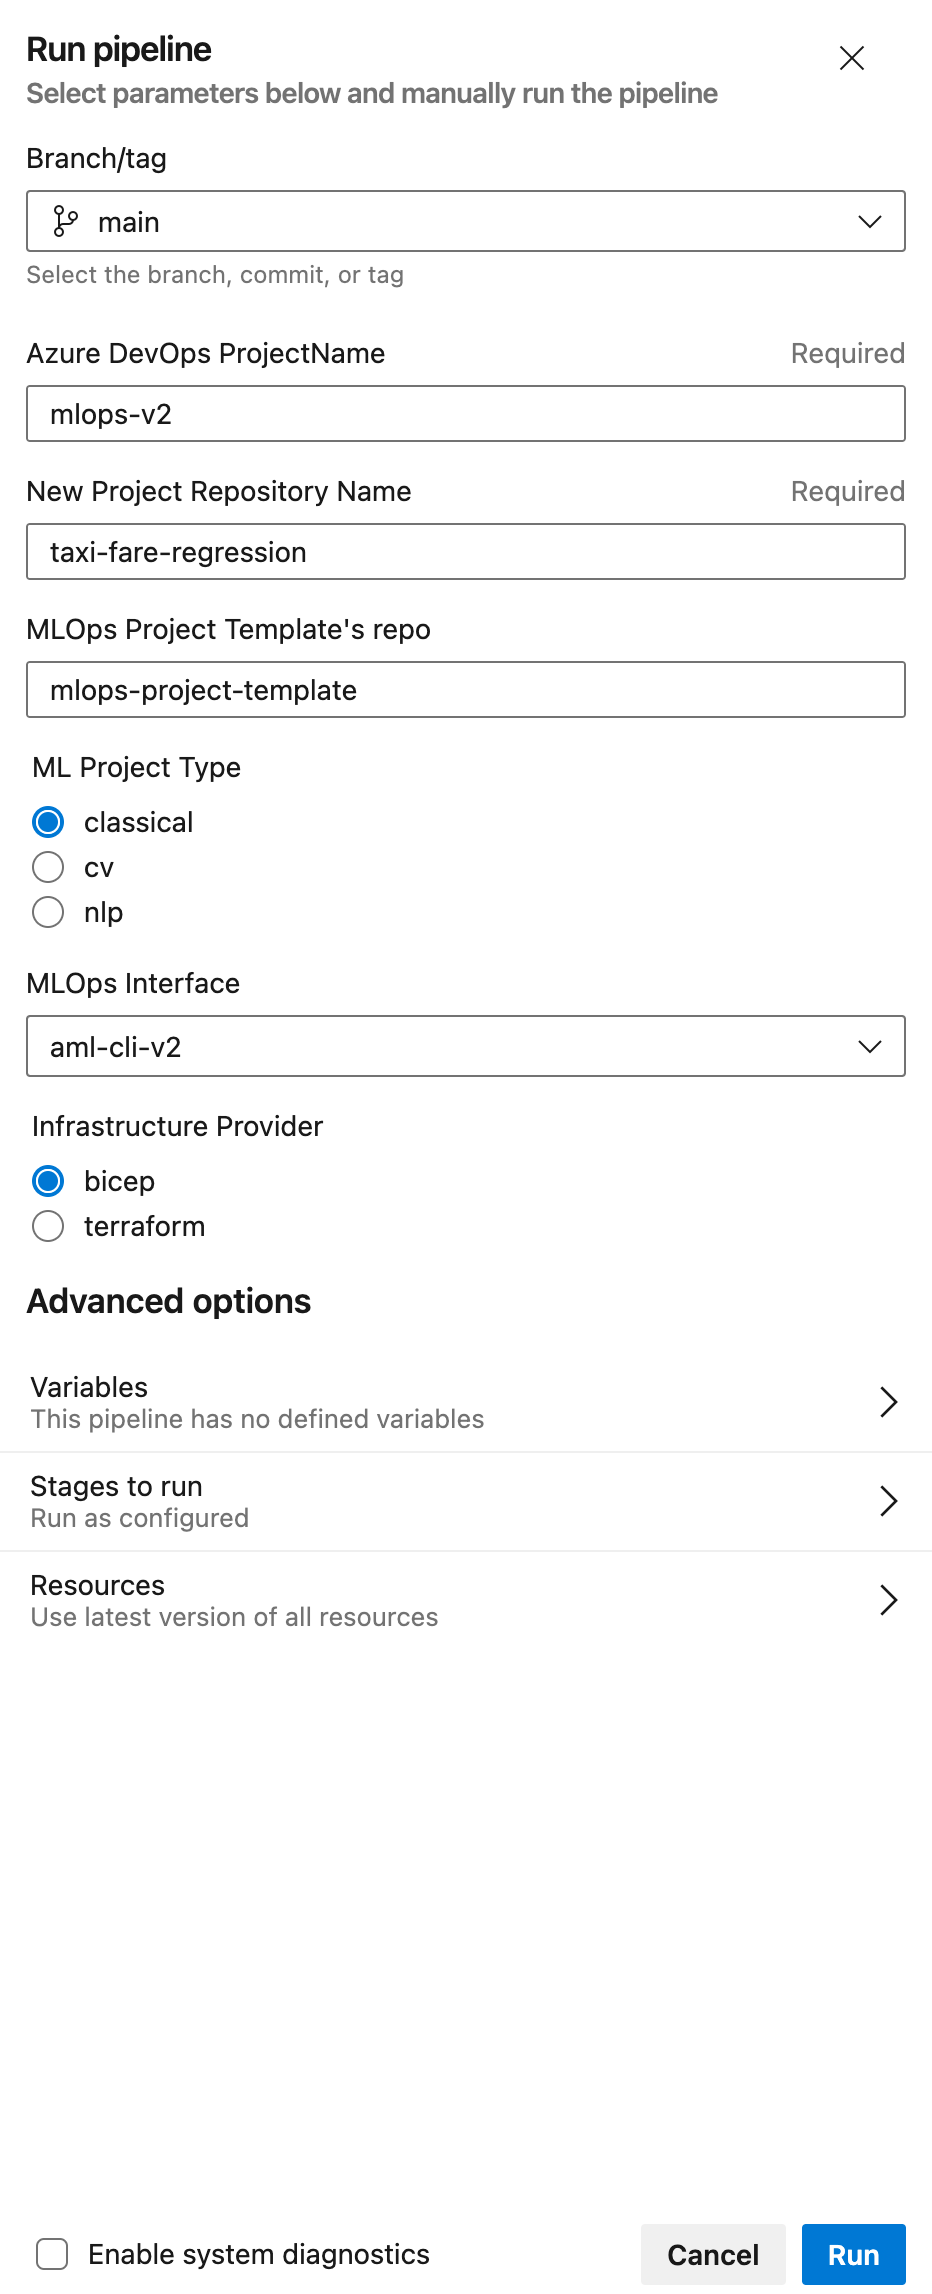 Run pipeline
Select parameters below and manually run the pipeline
Branch/tag
main
Select the branch, commit, or tag
Azure DevOps ProjectName Required
mlops-v2
New Project Repository Name Required
taxi-fare-regression
MLOps Project Template's repo
mlops-project-template
ML Project Type
classical
cv
nlp
MLOps Interface
aml-cli-v2
Infrastructure Provider
bicep
terraform
Advanced options
Variables
This pipeline has no defined variables
Stages to run
Run as configured
Resources
Use latest version of all resources
Enable system diagnostics Cancel Run